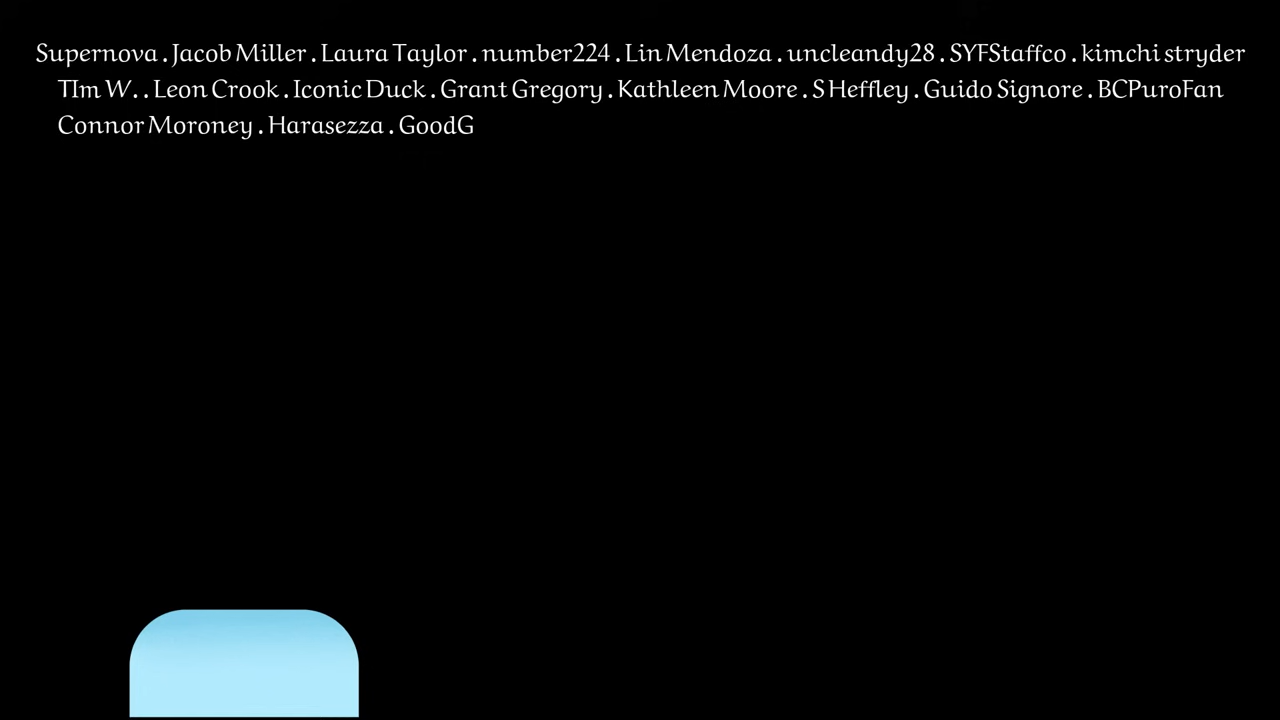 Supernova . Jacob Miller . Laura Taylor . number224 . Lin Mendoza . uncleandy28 . SYFStaffco . kimchi stryder
TIm W. . Leon Crook . Iconic Duck . Grant Gregory . Kathleen Moore . S Heffley . Guido Signore . BCPuroFan
Connor Moroney . Harasezza . GoodG